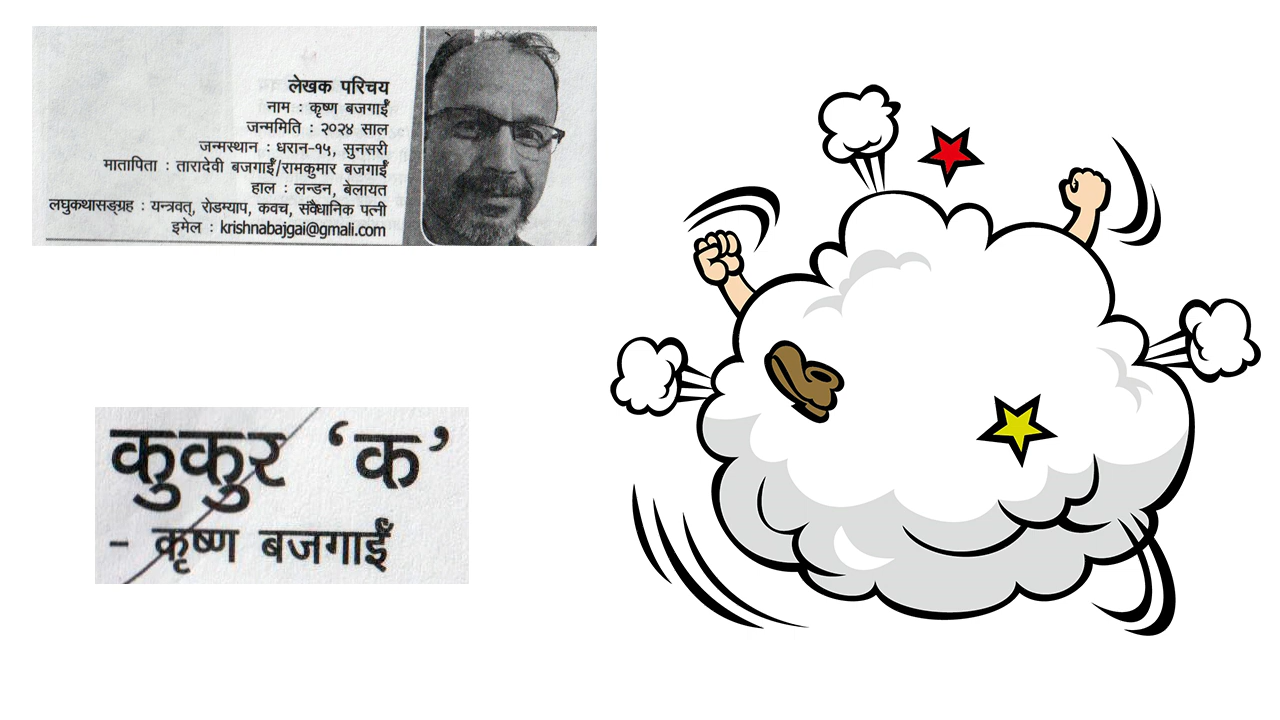 लेखक परिचय
नाम : कृष्ण बजगाईं
जन्ममिति : २०२४ साल
जन्मस्थान : धरान-१५, सुनसरी
मातापिता : तारादेवी बजगाईं/रामकुमार बजगाईं
हाल : लन्डन, बेलायत
लघुकथासङ्ग्रह : यन्त्रवत्, रोडम्याप, कवच, संवैधानिक पत्नी
इमेल : krishnabajgai@gmali.com
कुकुर ‘क’
- कृष्ण बजगाईं